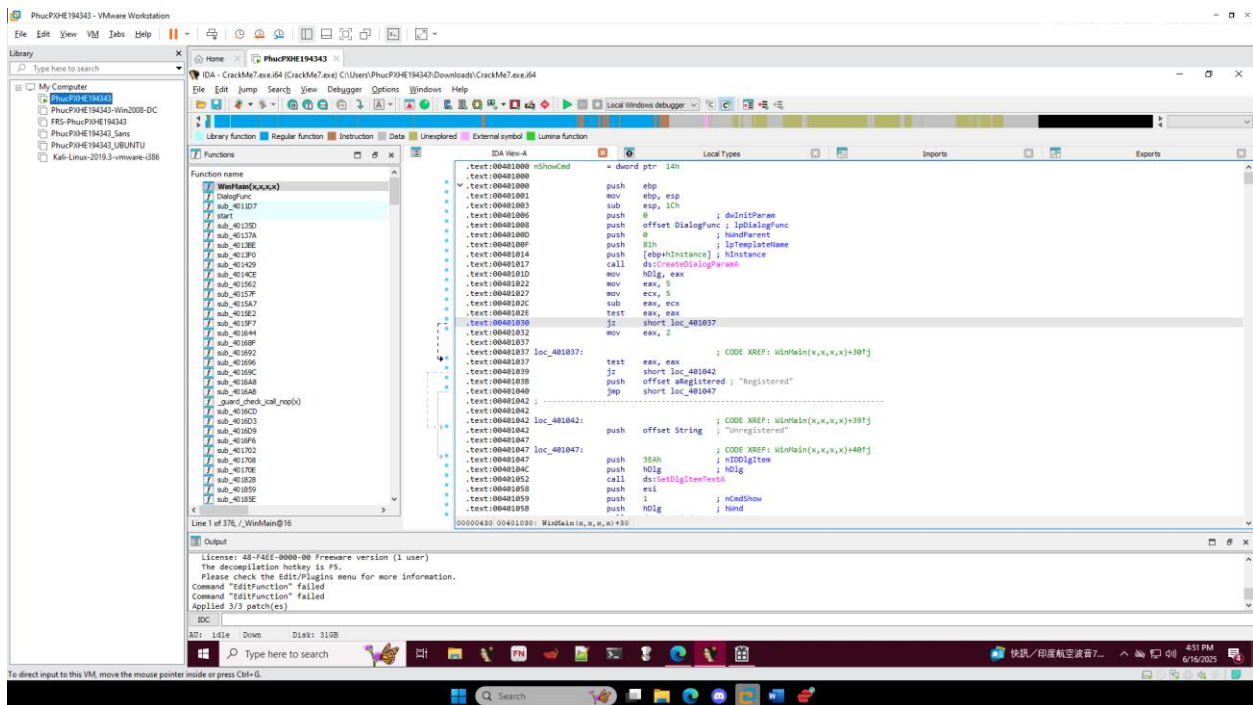 PhucPXHE194343 - VMware Workstation
File Edit View VM Tabs Help
Library
Type here to search
My Computer
PhucPXHE194343
PhucPXHE194343-Win2008-DC
FRS-PhucPXHE194343
PhucPXHE194343_Sans
PhucPXHE194343_UBUNTU
Kali-Linux-2019.3-vmware-i386
Home
PhucPXHE194343
IDA - CrackMe7.exe.i64 (CrackMe7.exe) C:\Users\PhucPXHE194343\Downloads\CrackMe7.exe.i64
File Edit Jump Search View Debugger Options Windows Help
Local Windows debugger
Library function Regular function Instruction Data Unexplored External symbol Lumina function
Functions
IDA View-A Local Types Imports Exports
Function name
WinMain(x,x,x,x)
DialogFunc
sub_4011D7
start
sub_40135D
sub_40137A
sub_4013BE
sub_4013F0
sub_401429
sub_4014CE
sub_401562
sub_40157F
sub_4015A7
sub_4015E2
sub_4015F7
sub_401644
sub_40168F
sub_401692
sub_401696
sub_40169C
sub_4016A8
sub_4016AB
_guard_check_icall_nop(x)
sub_4016CD
sub_4016D3
sub_4016D9
sub_4016F6
sub_401702
sub_401708
sub_40170E
sub_401828
sub_401859
sub_40185E
Line 1 of 376, /_WinMain@16
.text:00401000 nShowCmd = dword ptr 14h
.text:00401000
.text:00401000 push ebp
.text:00401001 mov ebp, esp
.text:00401003 sub esp, 1Ch
.text:00401006 push 0 ; dwInitParam
.text:00401008 push offset DialogFunc ; lpDialogFunc
.text:0040100D push 0 ; hWndParent
.text:0040100F push 81h ; lpTemplateName
.text:00401014 push [ebp+hInstance] ; hInstance
.text:00401017 call ds:CreateDialogParamA
.text:0040101D mov hDlg, eax
.text:00401022 mov eax, 5
.text:00401027 mov ecx, 5
.text:0040102C sub eax, ecx
.text:0040102E test eax, eax
.text:00401030 jz short loc_401037
.text:00401032 mov eax, 2
.text:00401037
.text:00401037 loc_401037: ; CODE XREF: WinMain(x,x,x,x)+30↑j
.text:00401037 test eax, eax
.text:00401039 jz short loc_401042
.text:0040103B push offset aRegistered ; "Registered"
.text:00401040 jmp short loc_401047
.text:00401042 ; ---------------------------------------------------------------------------
.text:00401042
.text:00401042 loc_401042: ; CODE XREF: WinMain(x,x,x,x)+39↑j
.text:00401042 push offset String ; "Unregistered"
.text:00401047
.text:00401047 loc_401047: ; CODE XREF: WinMain(x,x,x,x)+40↑j
.text:00401047 push 3EAh ; nIDDlgItem
.text:0040104C push hDlg ; hDlg
.text:00401052 call ds:SetDlgItemTextA
.text:00401058 push esi
.text:00401059 push 1 ; nCmdShow
.text:0040105B push hDlg ; hWnd
00000430 00401030: WinMain(x,x,x,x)+30
Output
License: 48-F4EE-0000-00 Freeware version (1 user)
The decompilation hotkey is F5.
Please check the Edit/Plugins menu for more information.
Command "EditFunction" failed
Command "EditFunction" failed
Applied 3/3 patch(es)
IDC
AU: idle Down Disk: 31GB
Type here to search
快訊／印度航空波音7...
4:51 PM
6/16/2025
To direct input to this VM, move the mouse pointer inside or press Ctrl+G.
Search